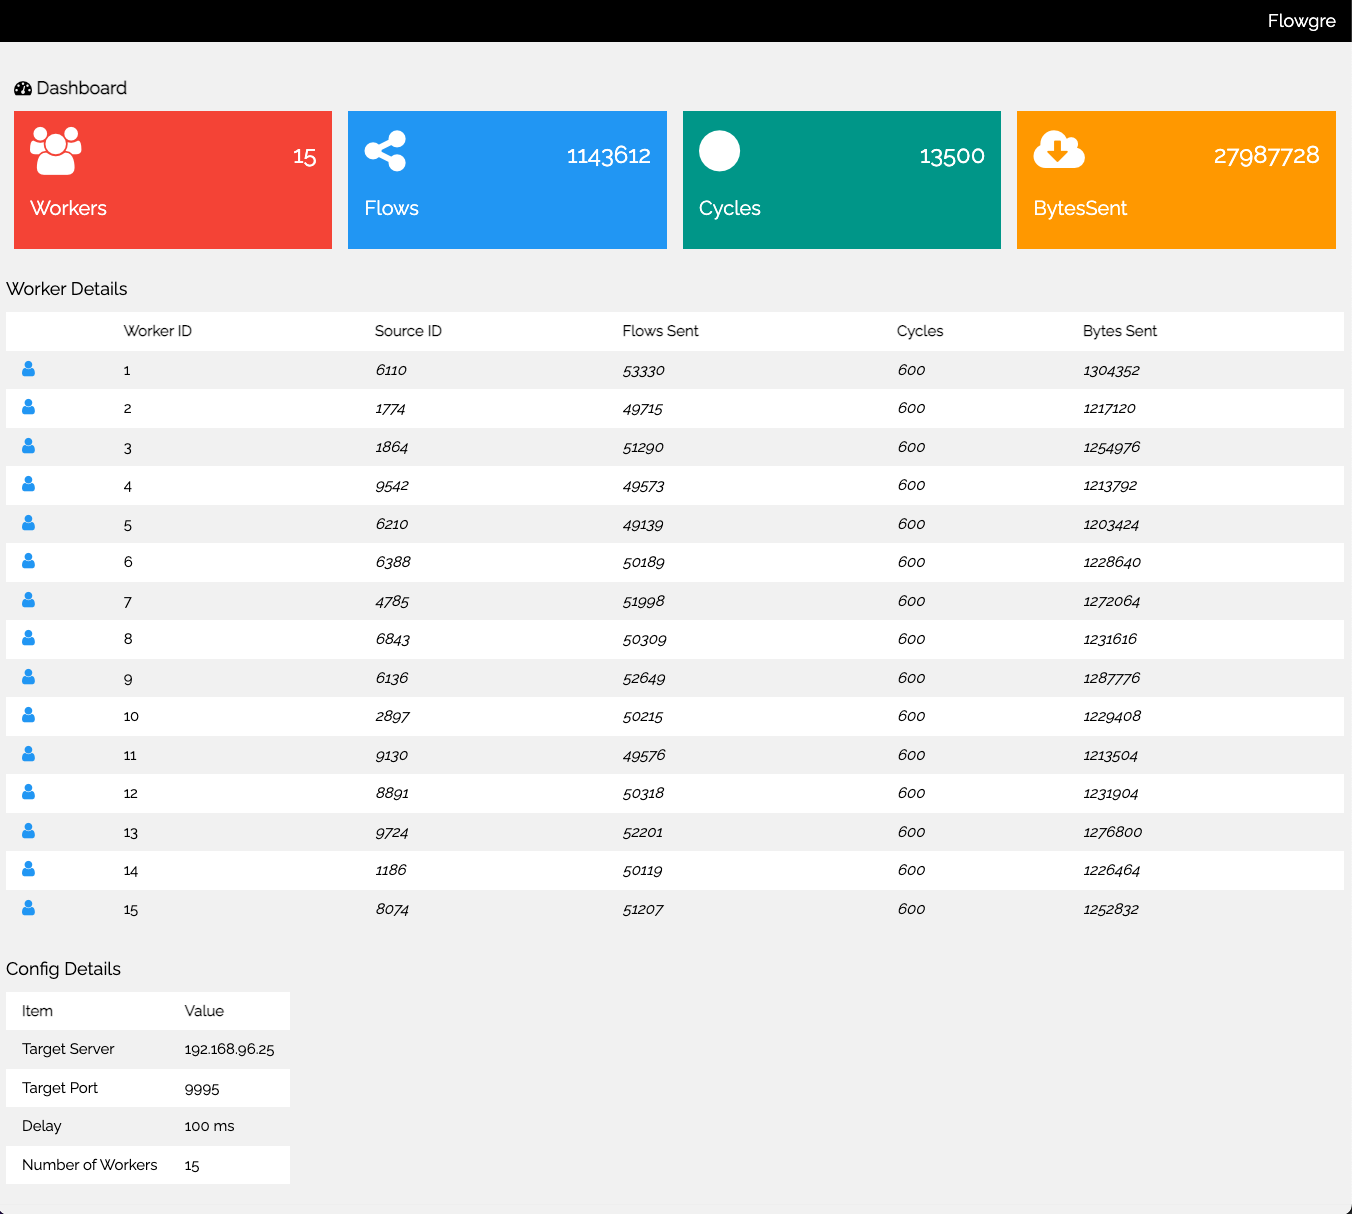 Flowgre
Dashboard
15
Workers
1143612
Flows
13500
Cycles
27987728
BytesSent
Worker Details
Worker ID Source ID Flows Sent Cycles Bytes Sent
1 6110 53330 600 1304352
2 1774 49715 600 1217120
3 1864 51290 600 1254976
4 9542 49573 600 1213792
5 6210 49139 600 1203424
6 6388 50189 600 1228640
7 4785 51998 600 1272064
8 6843 50309 600 1231616
9 6136 52649 600 1287776
10 2897 50215 600 1229408
11 9130 49576 600 1213504
12 8891 50318 600 1231904
13 9724 52201 600 1276800
14 1186 50119 600 1226464
15 8074 51207 600 1252832
Config Details
Item Value
Target Server 192.168.96.25
Target Port 9995
Delay 100 ms
Number of Workers 15